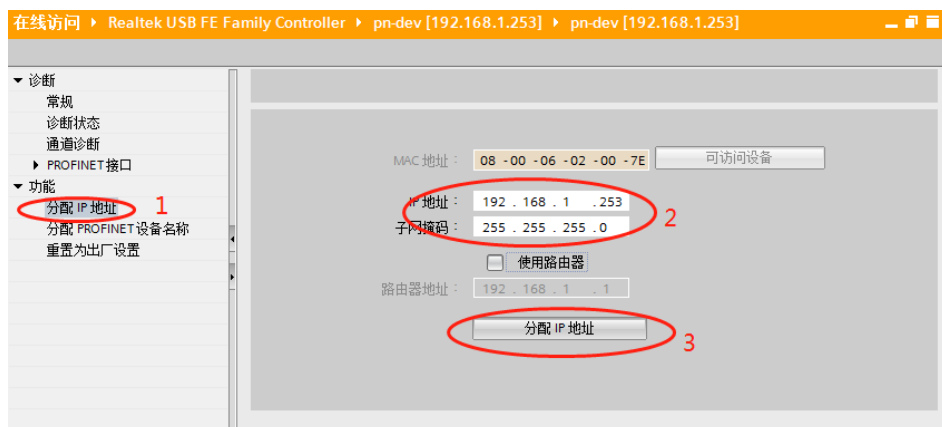 在线访问 ▸ Realtek USB FE Family Controller ▸ pn-dev [192.168.1.253] ▸ pn-dev [192.168.1.253]
诊断
常规
诊断状态
通道诊断
PROFINET接口
功能
分配 IP 地址 1
分配 PROFINET设备名称
重置为出厂设置
MAC 地址： 08 -00 -06 -02 -00 -7E 可访问设备
IP 地址： 192 . 168 . 1 .253
子网掩码： 255 . 255 . 255 . 0
2
使用路由器
路由器地址： 192 . 168 . 1 . 1
分配 IP 地址
3